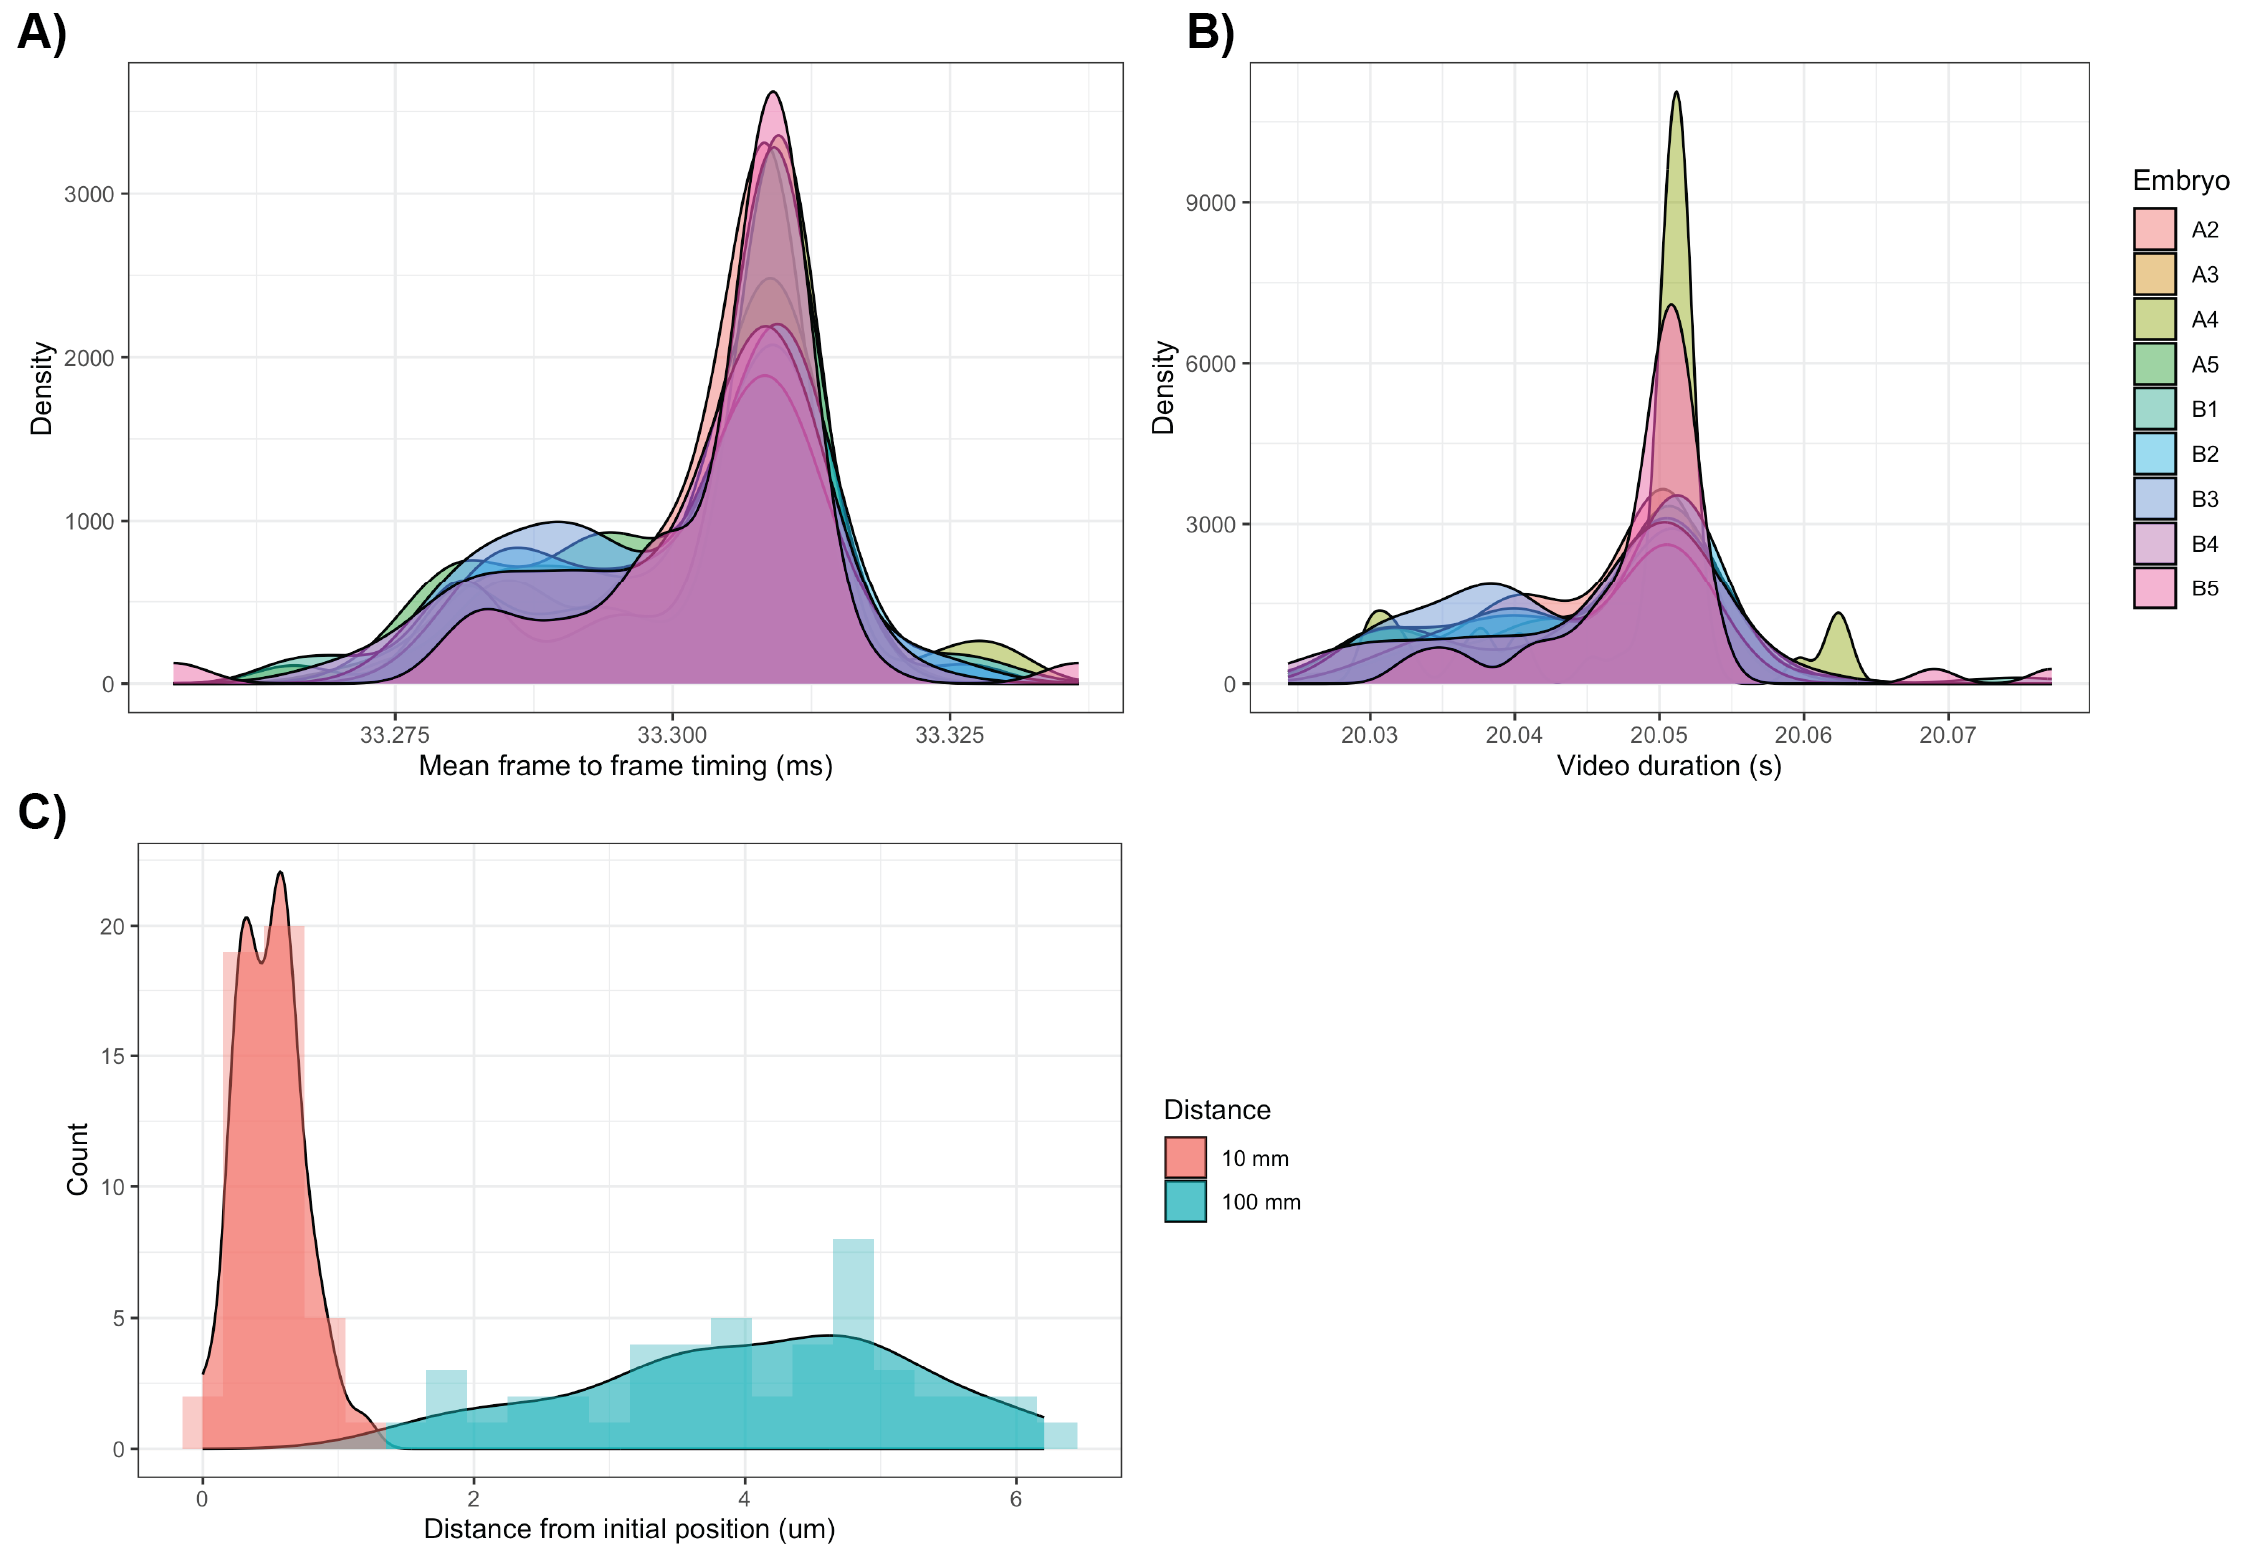 A)
B)
Density
3000
2000
1000
0
33.275
33.300
33.325
Mean frame to frame timing (ms)
Density
9000
6000
3000
0
20.03
20.04
20.05
20.06
20.07
Video duration (s)
Embryo
A2
A3
A4
A5
B1
B2
B3
B4
B5
C)
Count
20
15
10
5
0
0
2
4
6
Distance from initial position (um)
Distance
10 mm
100 mm